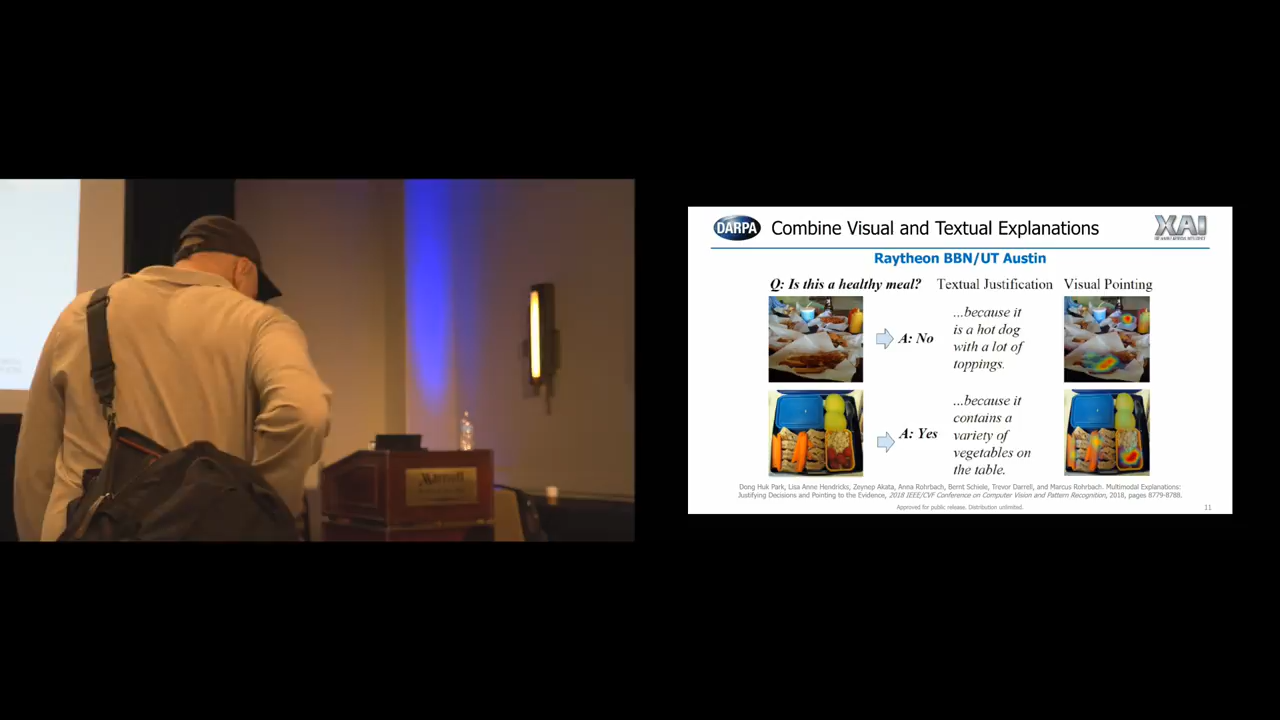 Marriott
DARPA
Combine Visual and Textual Explanations
XAI
Raytheon BBN/UT Austin
Q: Is this a healthy meal?
Textual Justification
Visual Pointing
A: No
...because it
is a hot dog
with a lot of
toppings.
A: Yes
...because it
contains a
variety of
vegetables on
the table.
Dong Huk Park, Lisa Anne Hendricks, Zeynep Akata, Anna Rohrbach, Bernt Schiele, Trevor Darrell, and Marcus Rohrbach. Multimodal Explanations:
Justifying Decisions and Pointing to the Evidence, 2018 IEEE/CVF Conference on Computer Vision and Pattern Recognition, 2018, pages 8779-8788.
Approved for public release. Distribution unlimited.
11